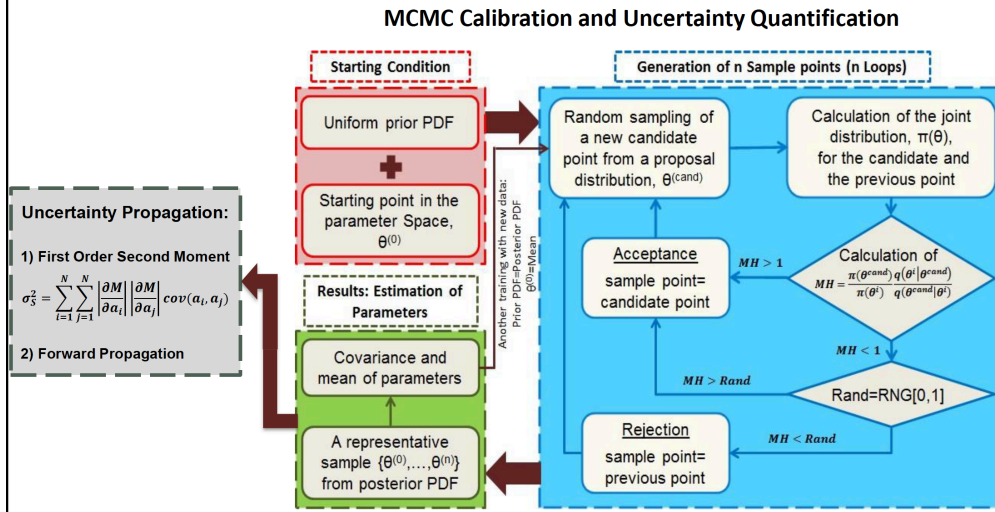 MCMC Calibration and Uncertainty Quantification
Starting Condition
Uniform prior PDF
Starting point in the
parameter Space,
θ⁽⁰⁾
Generation of n Sample points (n Loops)
Random sampling of
a new candidate
point from a proposal
distribution, θ⁽ᶜᵃⁿᵈ⁾
Calculation of the joint
distribution, π(θ),
for the candidate and
the previous point
Calculation of
MH = π(θᶜᵃⁿᵈ) q(θⁱ|θᶜᵃⁿᵈ) / π(θⁱ) q(θᶜᵃⁿᵈ|θⁱ)
MH > 1
Acceptance
sample point=
candidate point
MH < 1
Rand=RNG[0,1]
MH > Rand
MH < Rand
Rejection
sample point=
previous point
Another training with new data:
Prior PDF=Posterior PDF
θ⁽⁰⁾=Mean
Results: Estimation of
Parameters
Covariance and
mean of parameters
A representative
sample {θ⁽⁰⁾,...,θ⁽ⁿ⁾}
from posterior PDF
Uncertainty Propagation:
1) First Order Second Moment
σ_S² = ∑_{i=1}^{N} ∑_{j=1}^{N} |∂M/∂aᵢ| |∂M/∂aⱼ| cov(aᵢ, aⱼ)
2) Forward Propagation